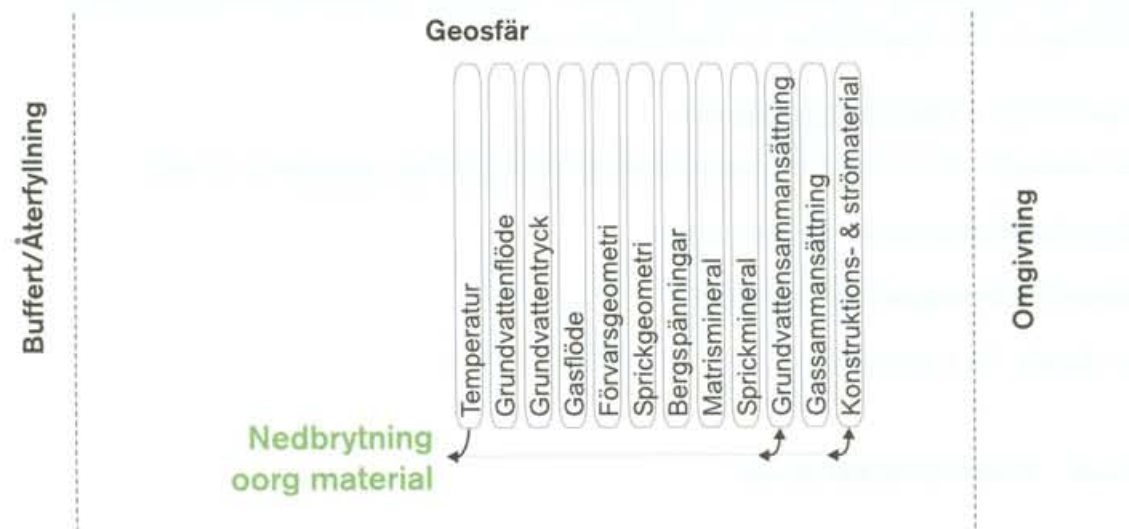 Geosfär
Buffert/Återfyllning
Temperatur
Grundvattenflöde
Grundvattentryck
Gasflöde
Förvarsgeometri
Sprickgeometri
Bergspänningar
Matrismineral
Sprickmineral
Grundvattensammansättning
Gassammansättning
Konstruktions- & strömaterial
Omgivning
Nedbrytning
oorg material